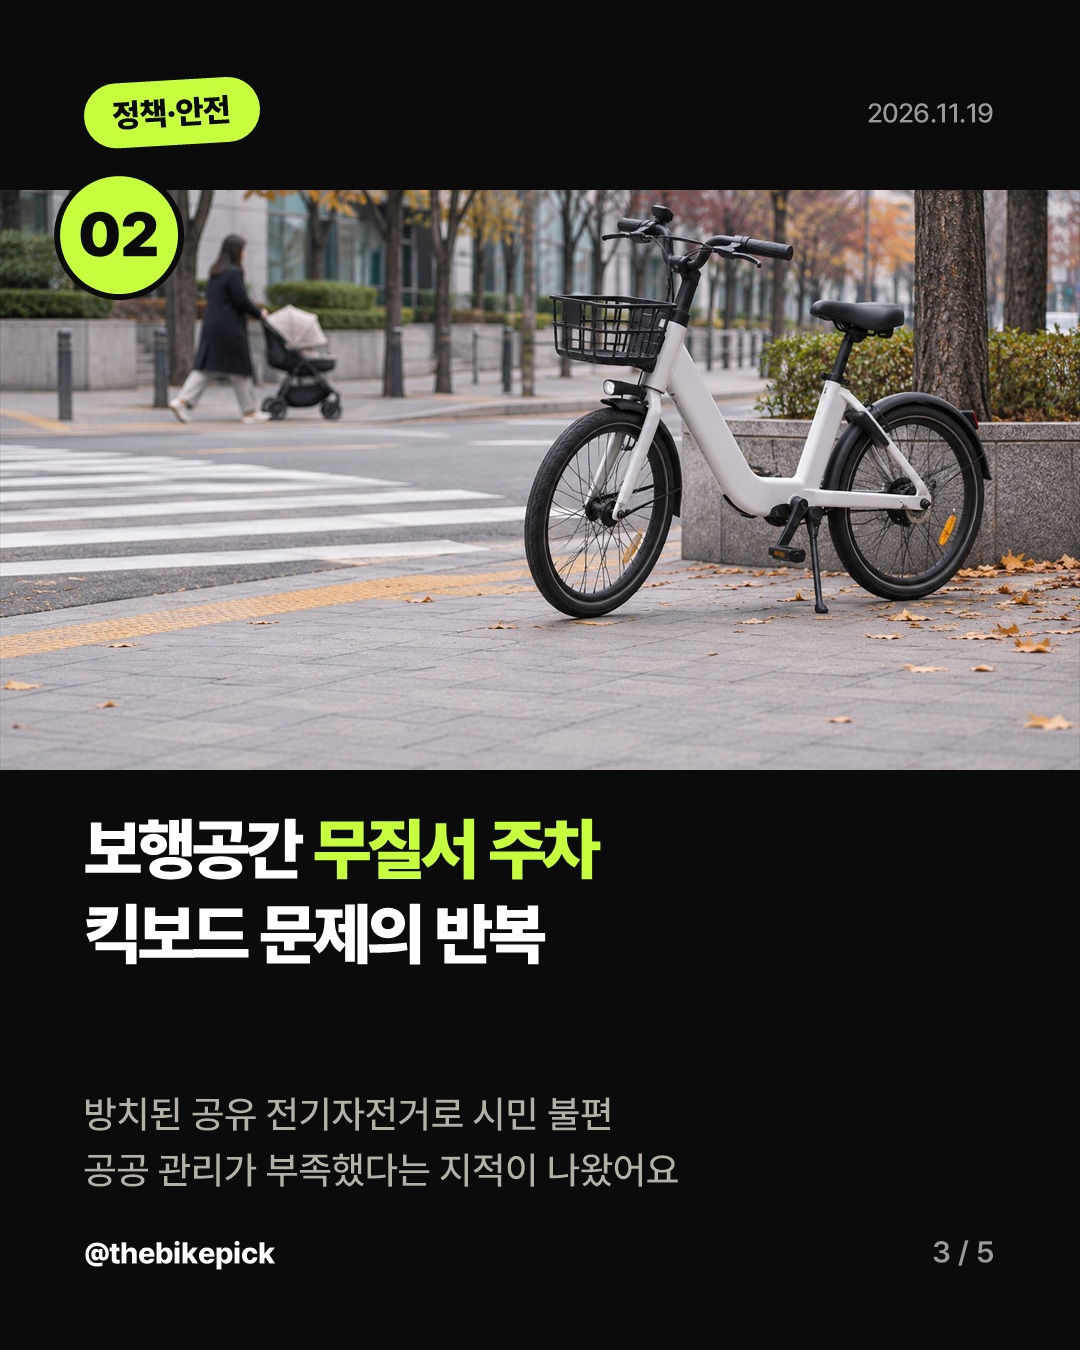 정책·안전
2026.11.19
02
보행공간 무질서 주차
킥보드 문제의 반복
방치된 공유 전기자전거로 시민 불편
공공 관리가 부족했다는 지적이 나왔어요
@thebikepick
3 / 5